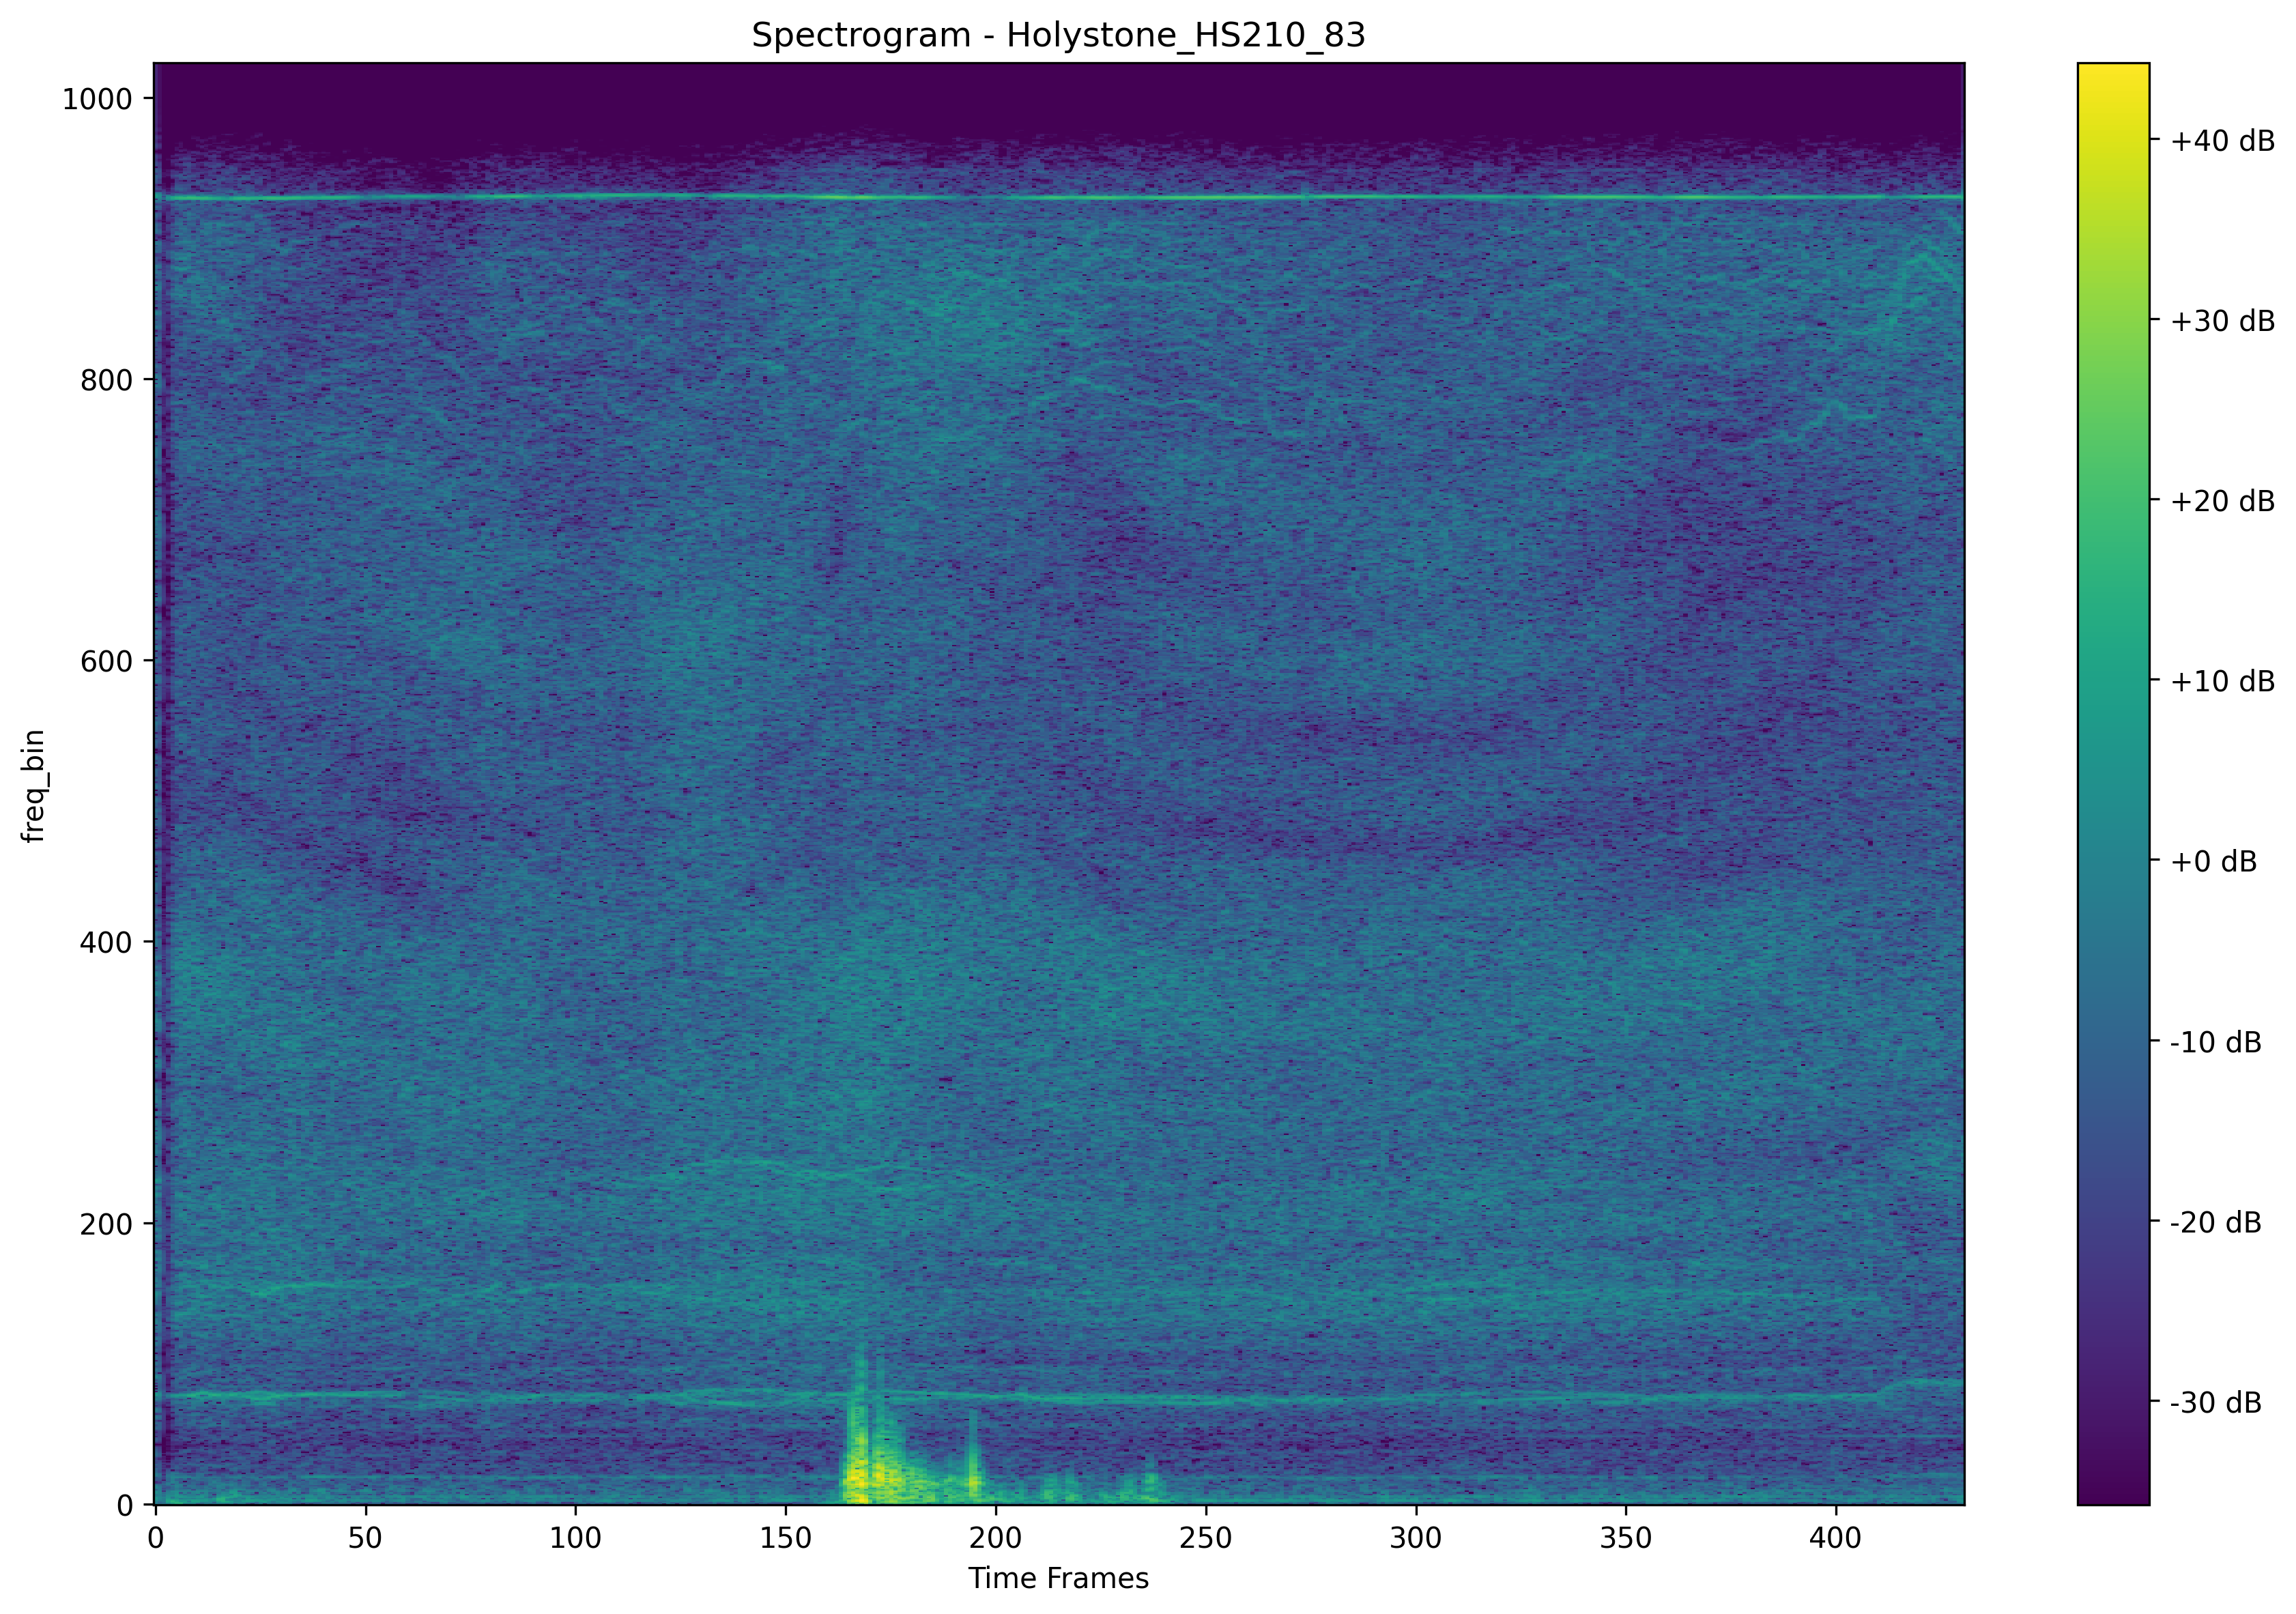 Spectrogram - Holystone_HS210_83
1000
800
600
400
200
0
freq_bin
0 50 100 150 200 250 300 350 400
Time Frames
+40 dB
+30 dB
+20 dB
+10 dB
+0 dB
-10 dB
-20 dB
-30 dB